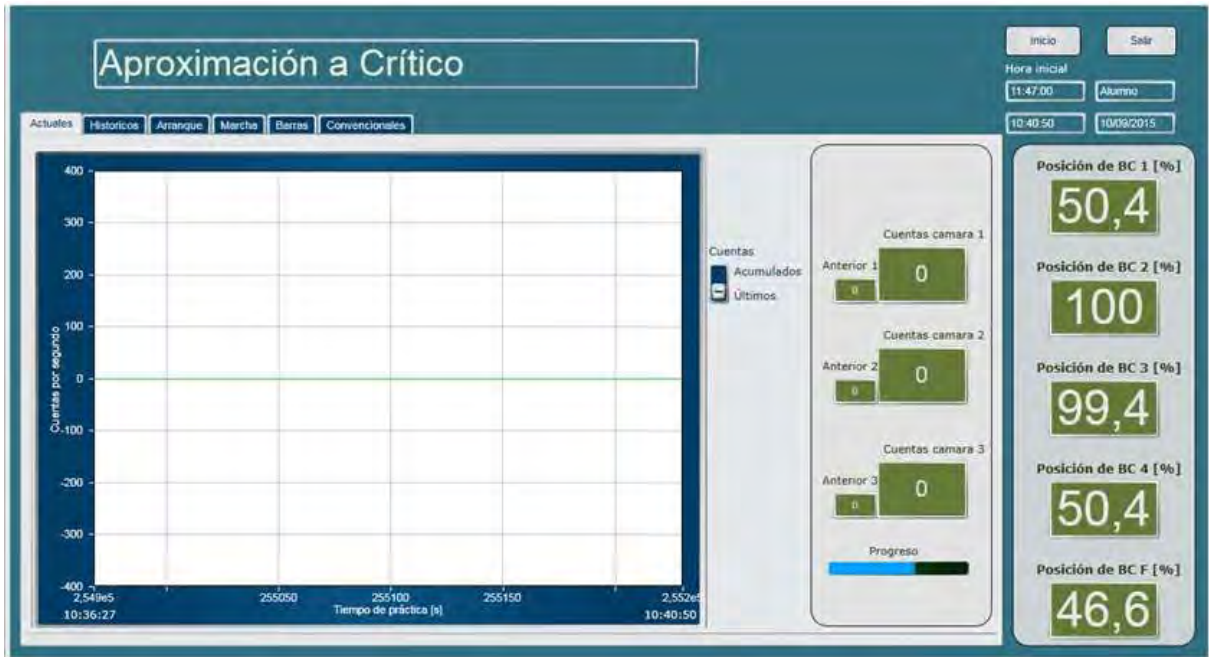 Aproximación a Crítico
Inicio
Salir
Hora inicial
11:47:00
Alumno
10:40:50
10/09/2015
Actuales
Historicos
Arranque
Marcha
Barras
Convencionales
400
300
200
100
0
-100
-200
-300
-400
Cuentas por segundo
2,549e5
255050
255100
255150
2,552e5
10:36:27
Tiempo de práctica [s]
10:40:50
Cuentas
Acumulados
Últimos
Cuentas camara 1
Anterior 1
0
0
Cuentas camara 2
Anterior 2
0
0
Cuentas camara 3
Anterior 3
0
0
Progreso
Posición de BC 1 [%]
50,4
Posición de BC 2 [%]
100
Posición de BC 3 [%]
99,4
Posición de BC 4 [%]
50,4
Posición de BC F [%]
46,6